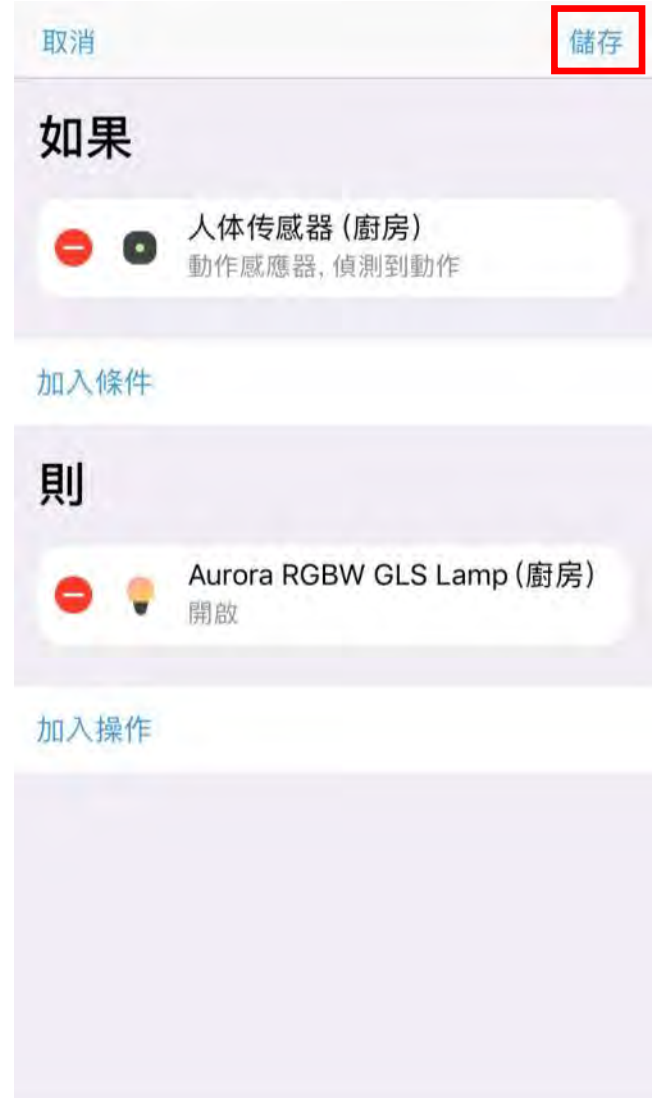 取消
儲存
如果
人体传感器 (廚房)
動作感應器, 偵測到動作
加入條件
則
Aurora RGBW GLS Lamp (廚房)
開啟
加入操作